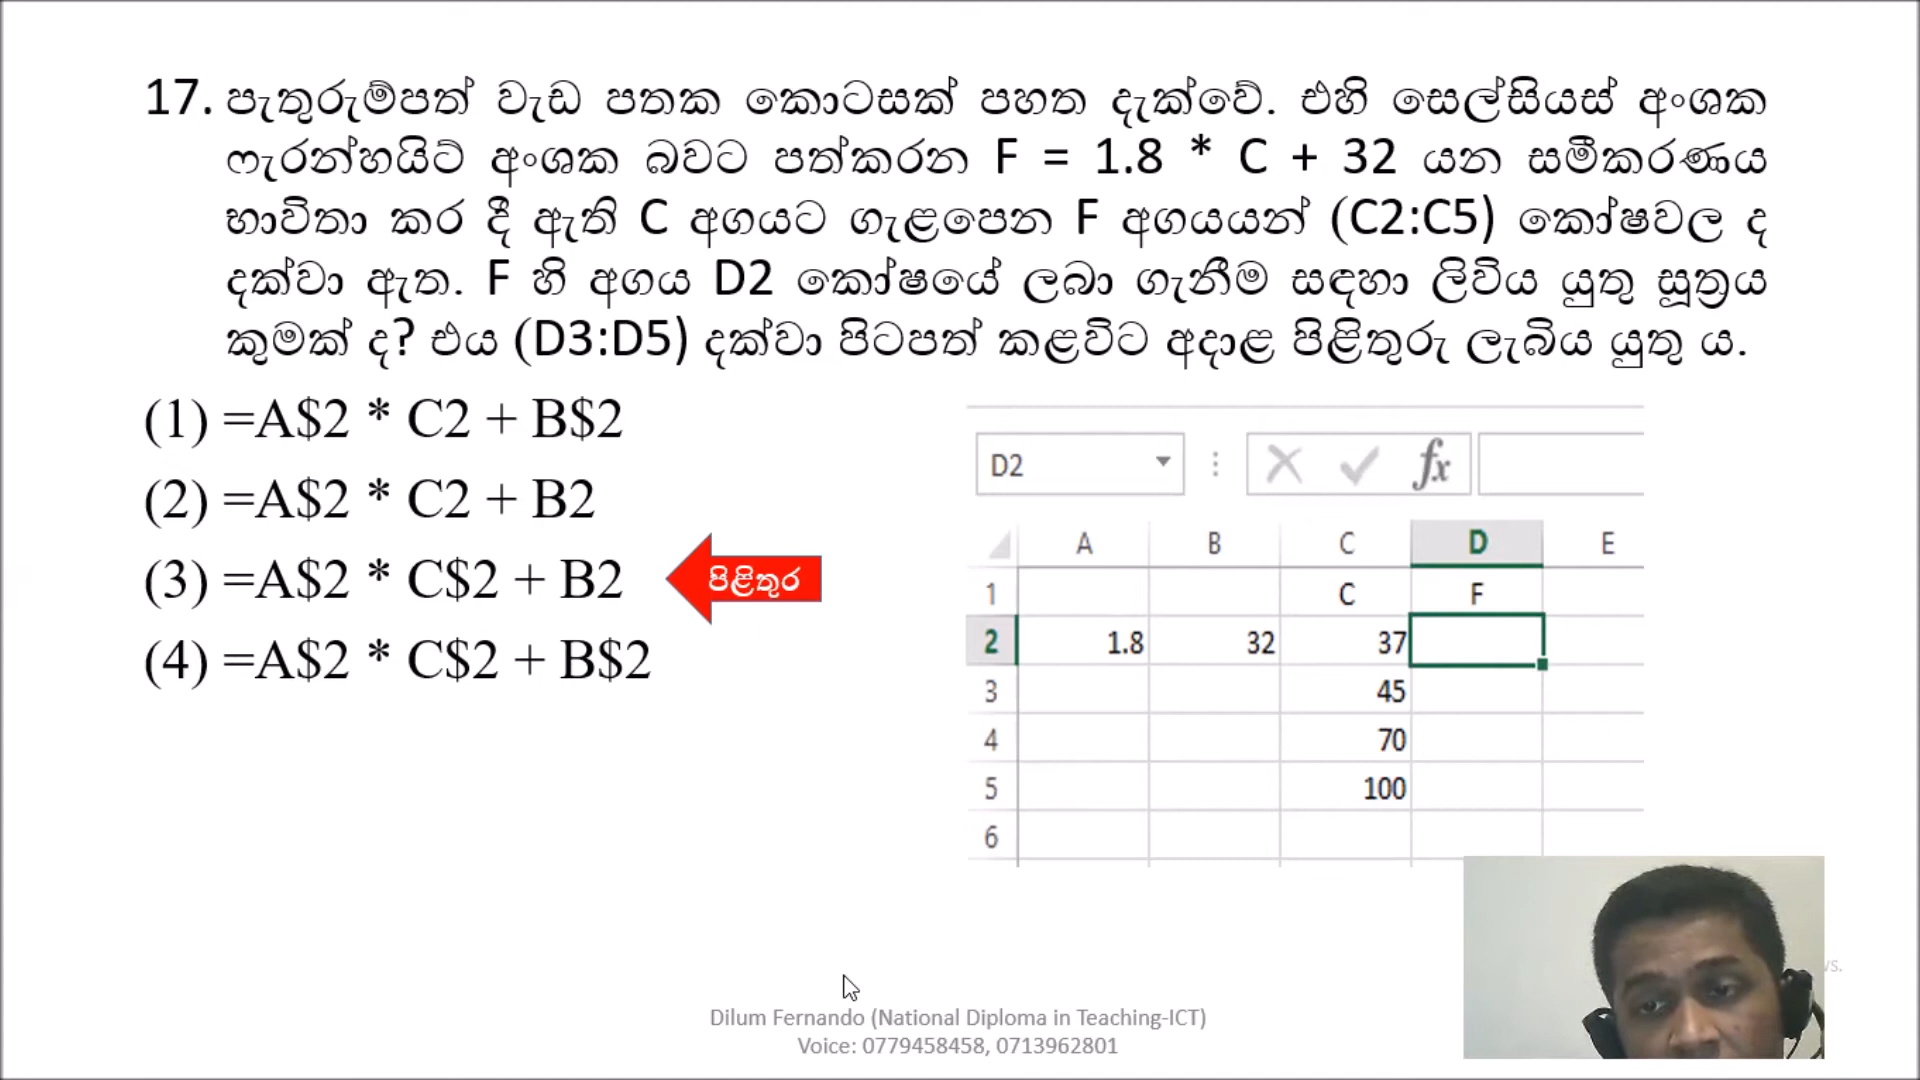 17. පැතුරුම්පත් වැඩ පතක කොටසක් පහත දැක්වේ. එහි සෙල්සියස් අංශක
ෆැරන්හයිට් අංශක බවට පත්කරන F = 1.8 * C + 32 යන සමීකරණය
භාවිතා කර දී ඇති C අගයට ගැළපෙන F අගයයන් (C2:C5) කෝෂවල ද
දක්වා ඇත. F හි අගය D2 කෝෂයේ ලබා ගැනීම සඳහා ලිවිය යුතු සූත්‍රය
කුමක් ද? එය (D3:D5) දක්වා පිටපත් කළවිට අදාළ පිළිතුරු ලැබිය යුතු ය.
(1) =A$2 * C2 + B$2
(2) =A$2 * C2 + B2
(3) =A$2 * C$2 + B2
පිළිතුර
(4) =A$2 * C$2 + B$2
D2 fx
A B C D E
1 C F
2 1.8 32 37
3 45
4 70
5 100
6
Dilum Fernando (National Diploma in Teaching-ICT)
Voice: 0779458458, 0713962801